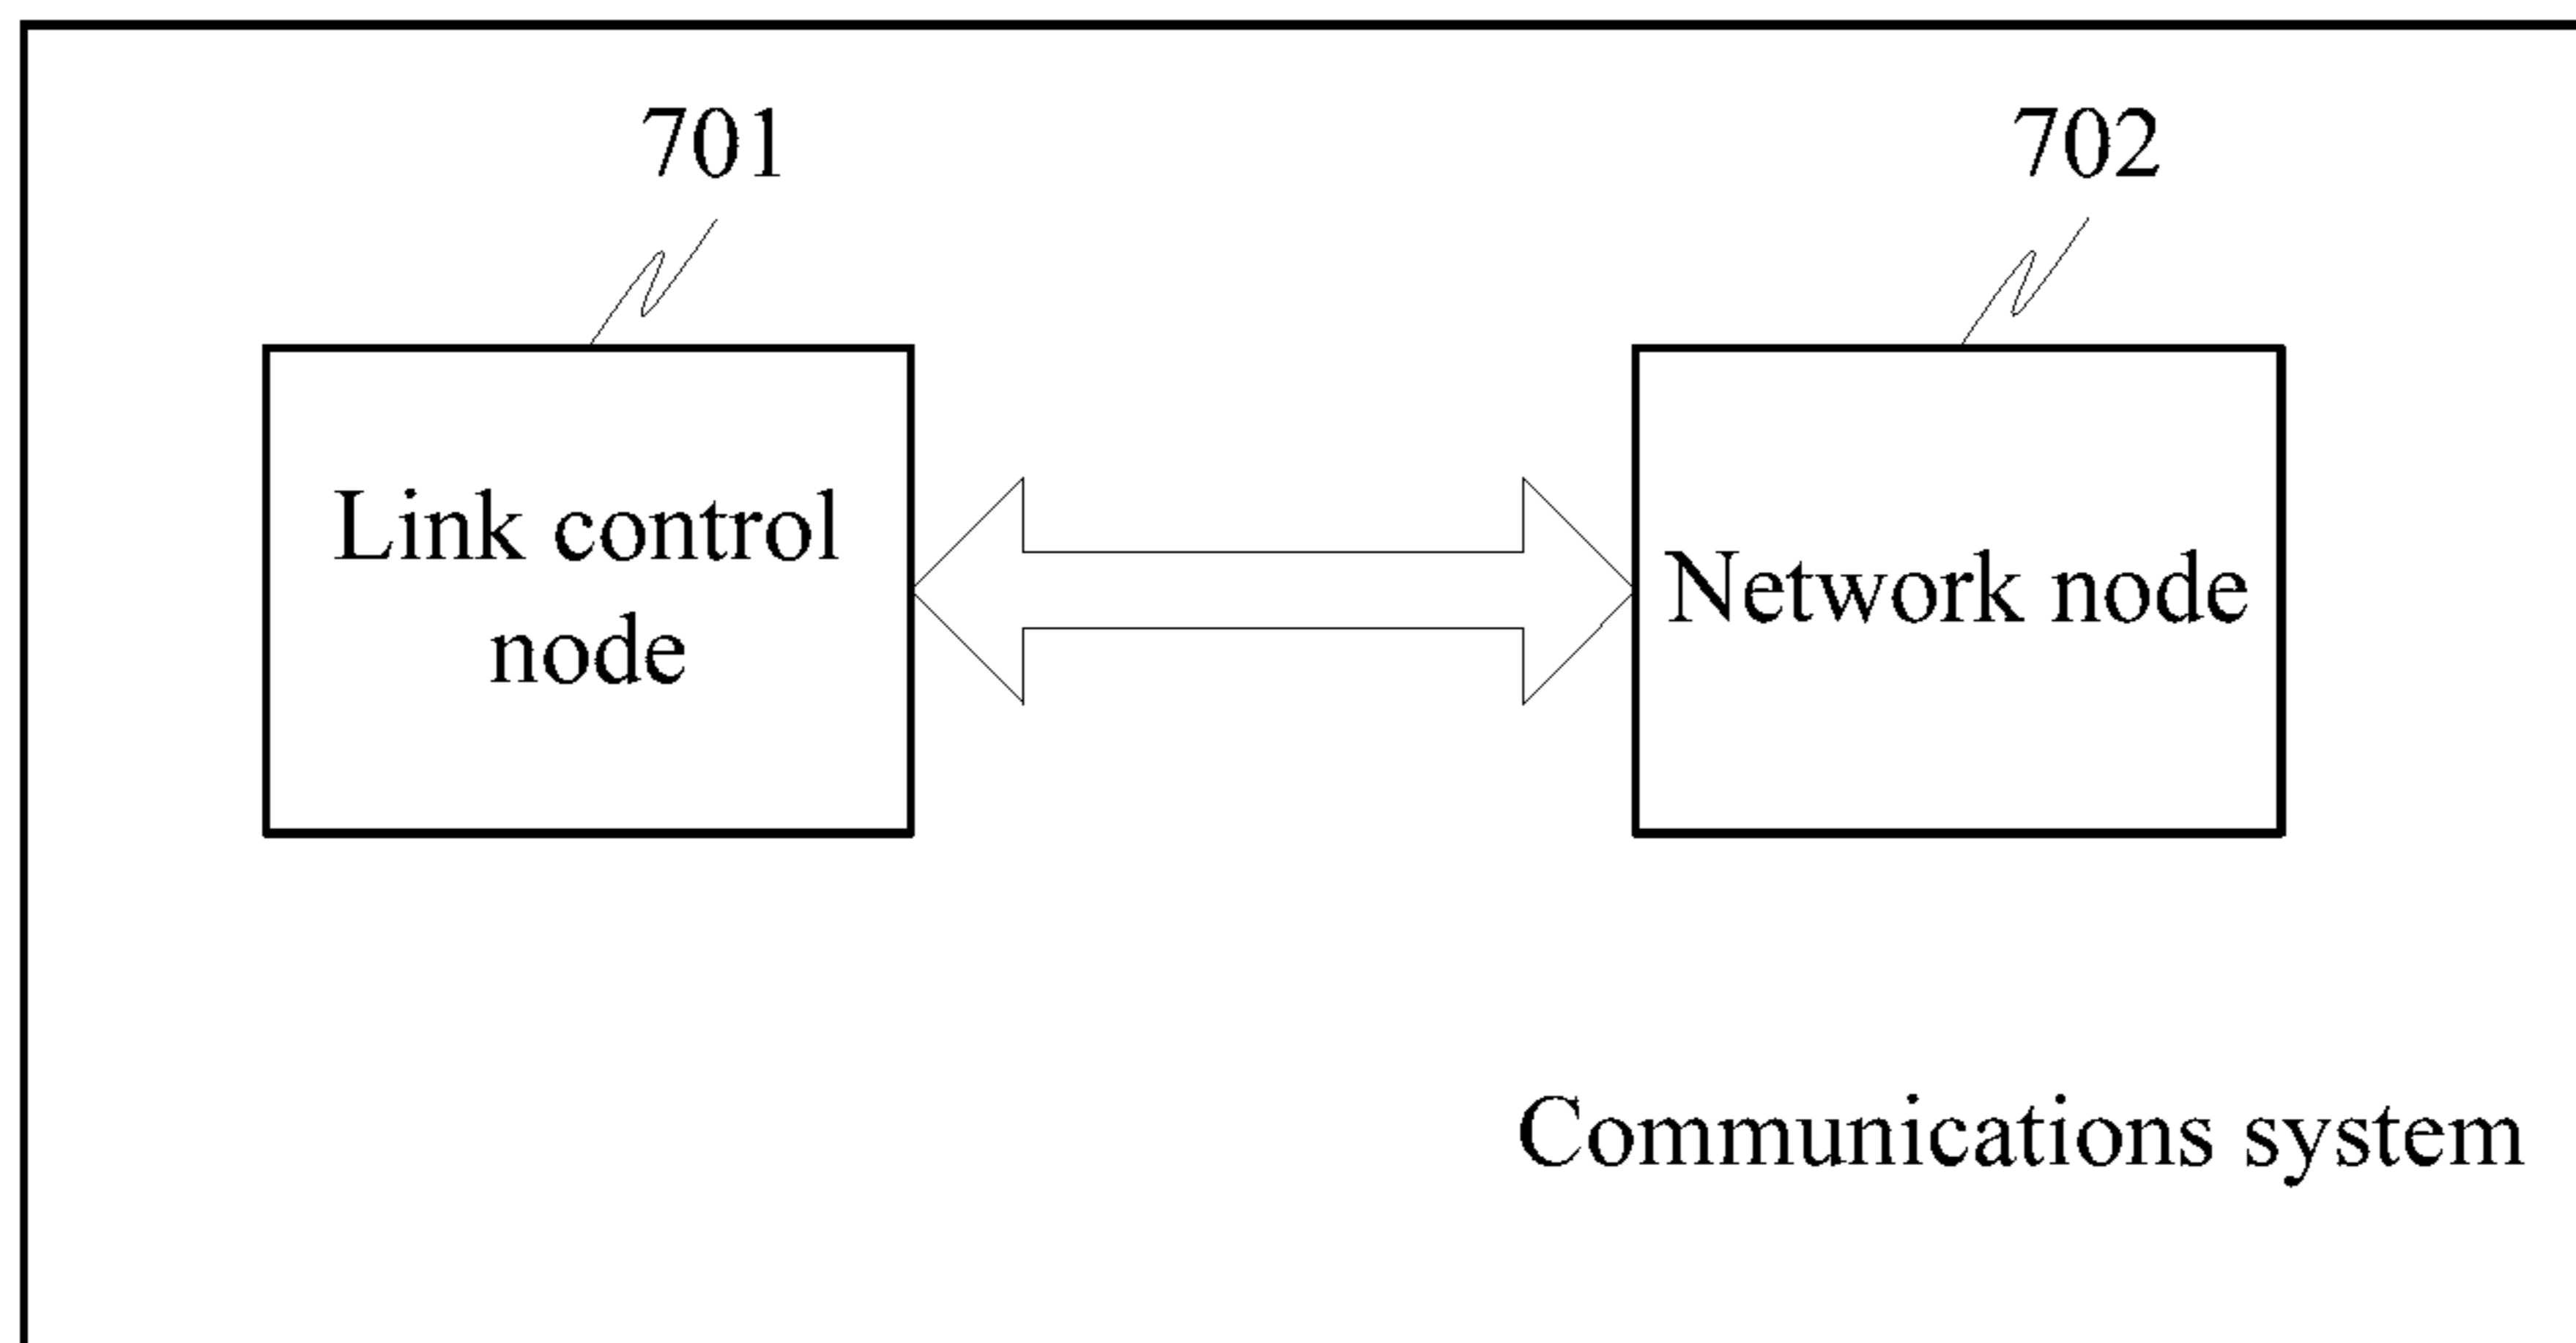 701
702
Link control
node
Network node
Communications system